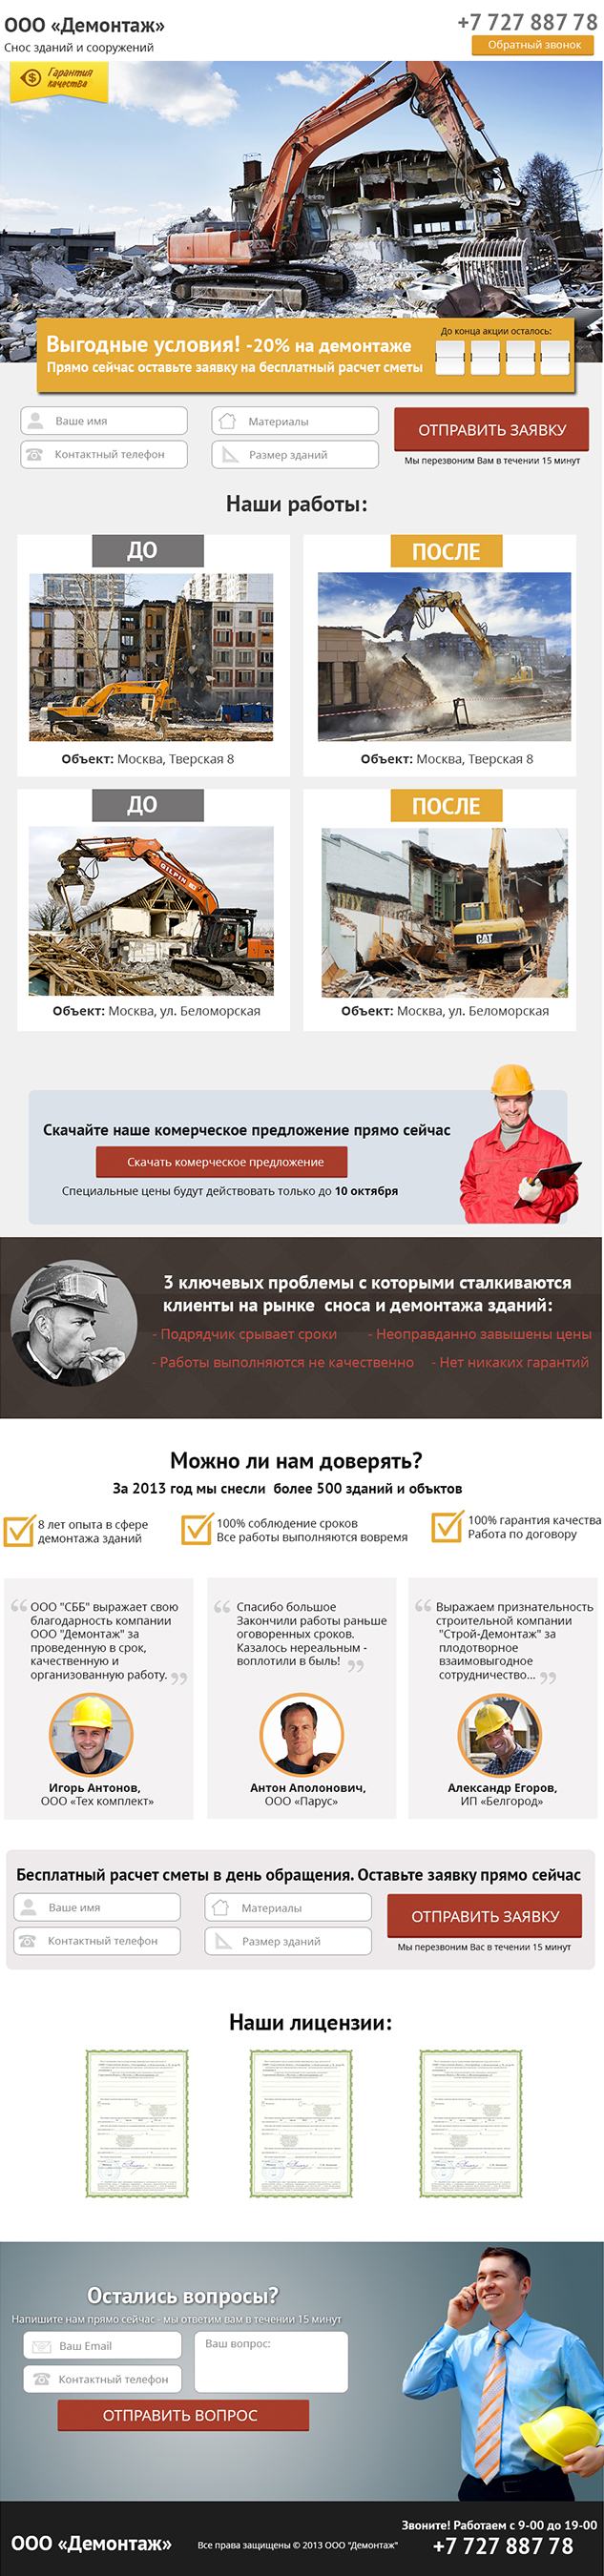 ООО «Демонтаж»
Снос зданий и сооружений
+7 727 887 78
Обратный звонок
Гарантия
качества
До конца акции осталось:
Выгодные условия! -20% на демонтаже
Прямо сейчас оставьте заявку на бесплатный расчет сметы
Ваше имя
Материалы
Контактный телефон
Размер зданий
ОТПРАВИТЬ ЗАЯВКУ
Мы перезвоним Вам в течении 15 минут
Наши работы:
ДО
ПОСЛЕ
Объект: Москва, Тверская 8
Объект: Москва, Тверская 8
ДО
ПОСЛЕ
GILPIN
CAT
Объект: Москва, ул. Беломорская
Объект: Москва, ул. Беломорская
Скачайте наше комерческое предложение прямо сейчас
Скачать комерческое предложение
Специальные цены будут действовать только до 10 октября
3 ключевых проблемы с которыми сталкиваются
клиенты на рынке сноса и демонтажа зданий:
- Подрядчик срывает сроки
- Неоправданно завышены цены
- Работы выполняются не качественно
- Нет никаких гарантий
Можно ли нам доверять?
За 2013 год мы снесли более 500 зданий и объктов
8 лет опыта в сфере
демонтажа зданий
100% соблюдение сроков
Все работы выполняются вовремя
100% гарантия качества
Работа по договору
ООО "СББ" выражает свою
благодарность компании
ООО "Демонтаж" за
проведенную в срок,
качественную и
организованную работу.
Игорь Антонов,
ООО «Тех комплект»
Спасибо большое
Закончили работы раньше
оговоренных сроков.
Казалось нереальным -
воплотили в быль!
Антон Аполонович,
ООО «Парус»
Выражаем признательность
строительной компании
"Строй-Демонтаж" за
плодотворное
взаимовыгодное
сотрудничество...
Александр Егоров,
ИП «Белгород»
Бесплатный расчет сметы в день обращения. Оставьте заявку прямо сейчас
Ваше имя
Материалы
Контактный телефон
Размер зданий
ОТПРАВИТЬ ЗАЯВКУ
Мы перезвоним Вас в течении 15 минут
Наши лицензии:
Остались вопросы?
Напишите нам прямо сейчас - мы ответим вам в течении 15 минут
Ваш Email
Ваш вопрос:
Контактный телефон
ОТПРАВИТЬ ВОПРОС
ООО «Демонтаж»
Все права защищены © 2013 ООО "Демонтаж"
Звоните! Работаем с 9-00 до 19-00
+7 727 887 78